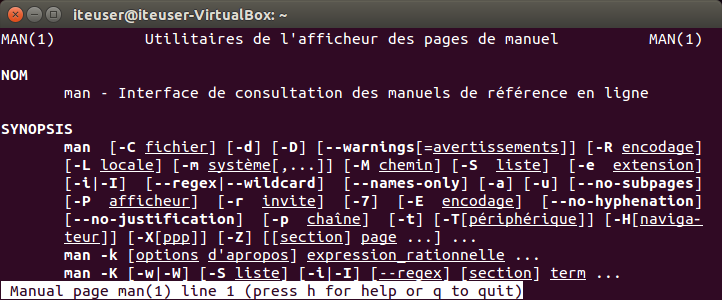 iteuser@iteuser-VirtualBox: ~
MAN(1) Utilitaires de l'afficheur des pages de manuel MAN(1)
NOM
man - Interface de consultation des manuels de référence en ligne
SYNOPSIS
man [-C fichier] [-d] [-D] [--warnings[=avertissements]] [-R encodage]
[-L locale] [-m système[,...]] [-M chemin] [-S liste] [-e extension]
[-i|-I] [--regex|--wildcard] [--names-only] [-a] [-u] [--no-subpages]
[-P afficheur] [-r invite] [-7] [-E encodage] [--no-hyphenation]
[--no-justification] [-p chaîne] [-t] [-T[périphérique]] [-H[naviga‐
teur]] [-X[ppp]] [-Z] [[section] page ...] ...
man -k [options d'apropos] expression_rationnelle ...
man -K [-w|-W] [-S liste] [-i|-I] [--regex] [section] term ...
Manual page man(1) line 1 (press h for help or q to quit)